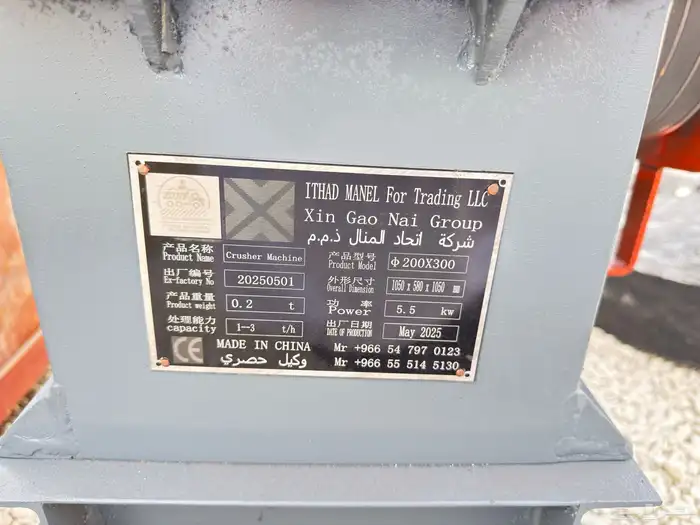 ITHAD MANEL For Trading LLC
Xin Gao Nai Group
شركة اتحاد المنال ذ.م.م
产品名称 Crusher Machine 产品型号 Φ200X300
Product Name Product Model
出厂编号 20250501 外形尺寸 1050 x 580 x 1050 mm
Ex-factory No Overall Dimension
产品重量 0.2 t 功率 5.5 kw
Product weight Power
处理能力 1--3 t/h 出厂日期 May 2025
capacity DATE OF PRODUCTION
CE MADE IN CHINA Mr +966 54 797 0123
وكيل حصري Mr +966 55 514 5130